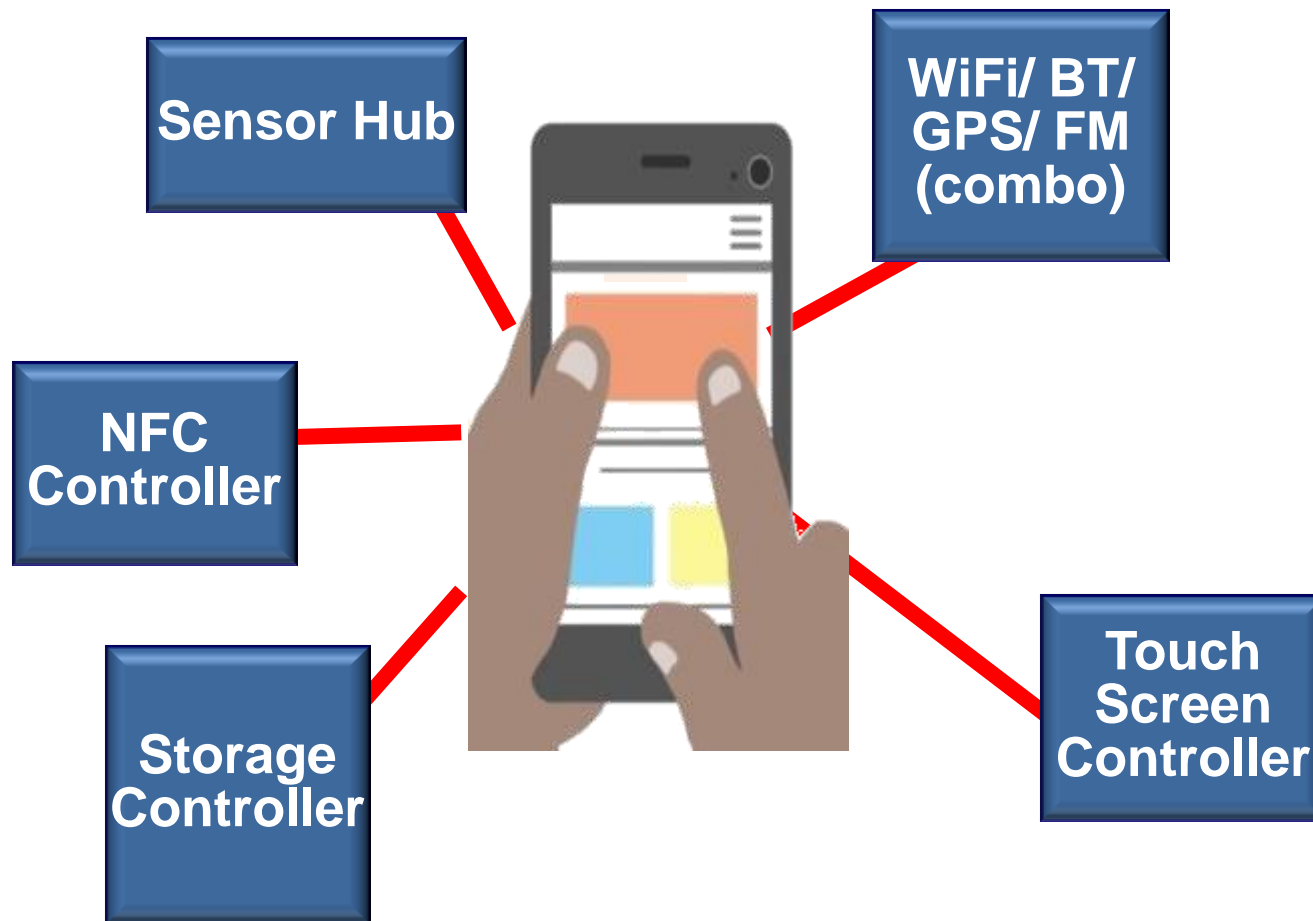 Sensor Hub
WiFi/ BT/
GPS/ FM
(combo)
NFC
Controller
Storage
Controller
Touch
Screen
Controller